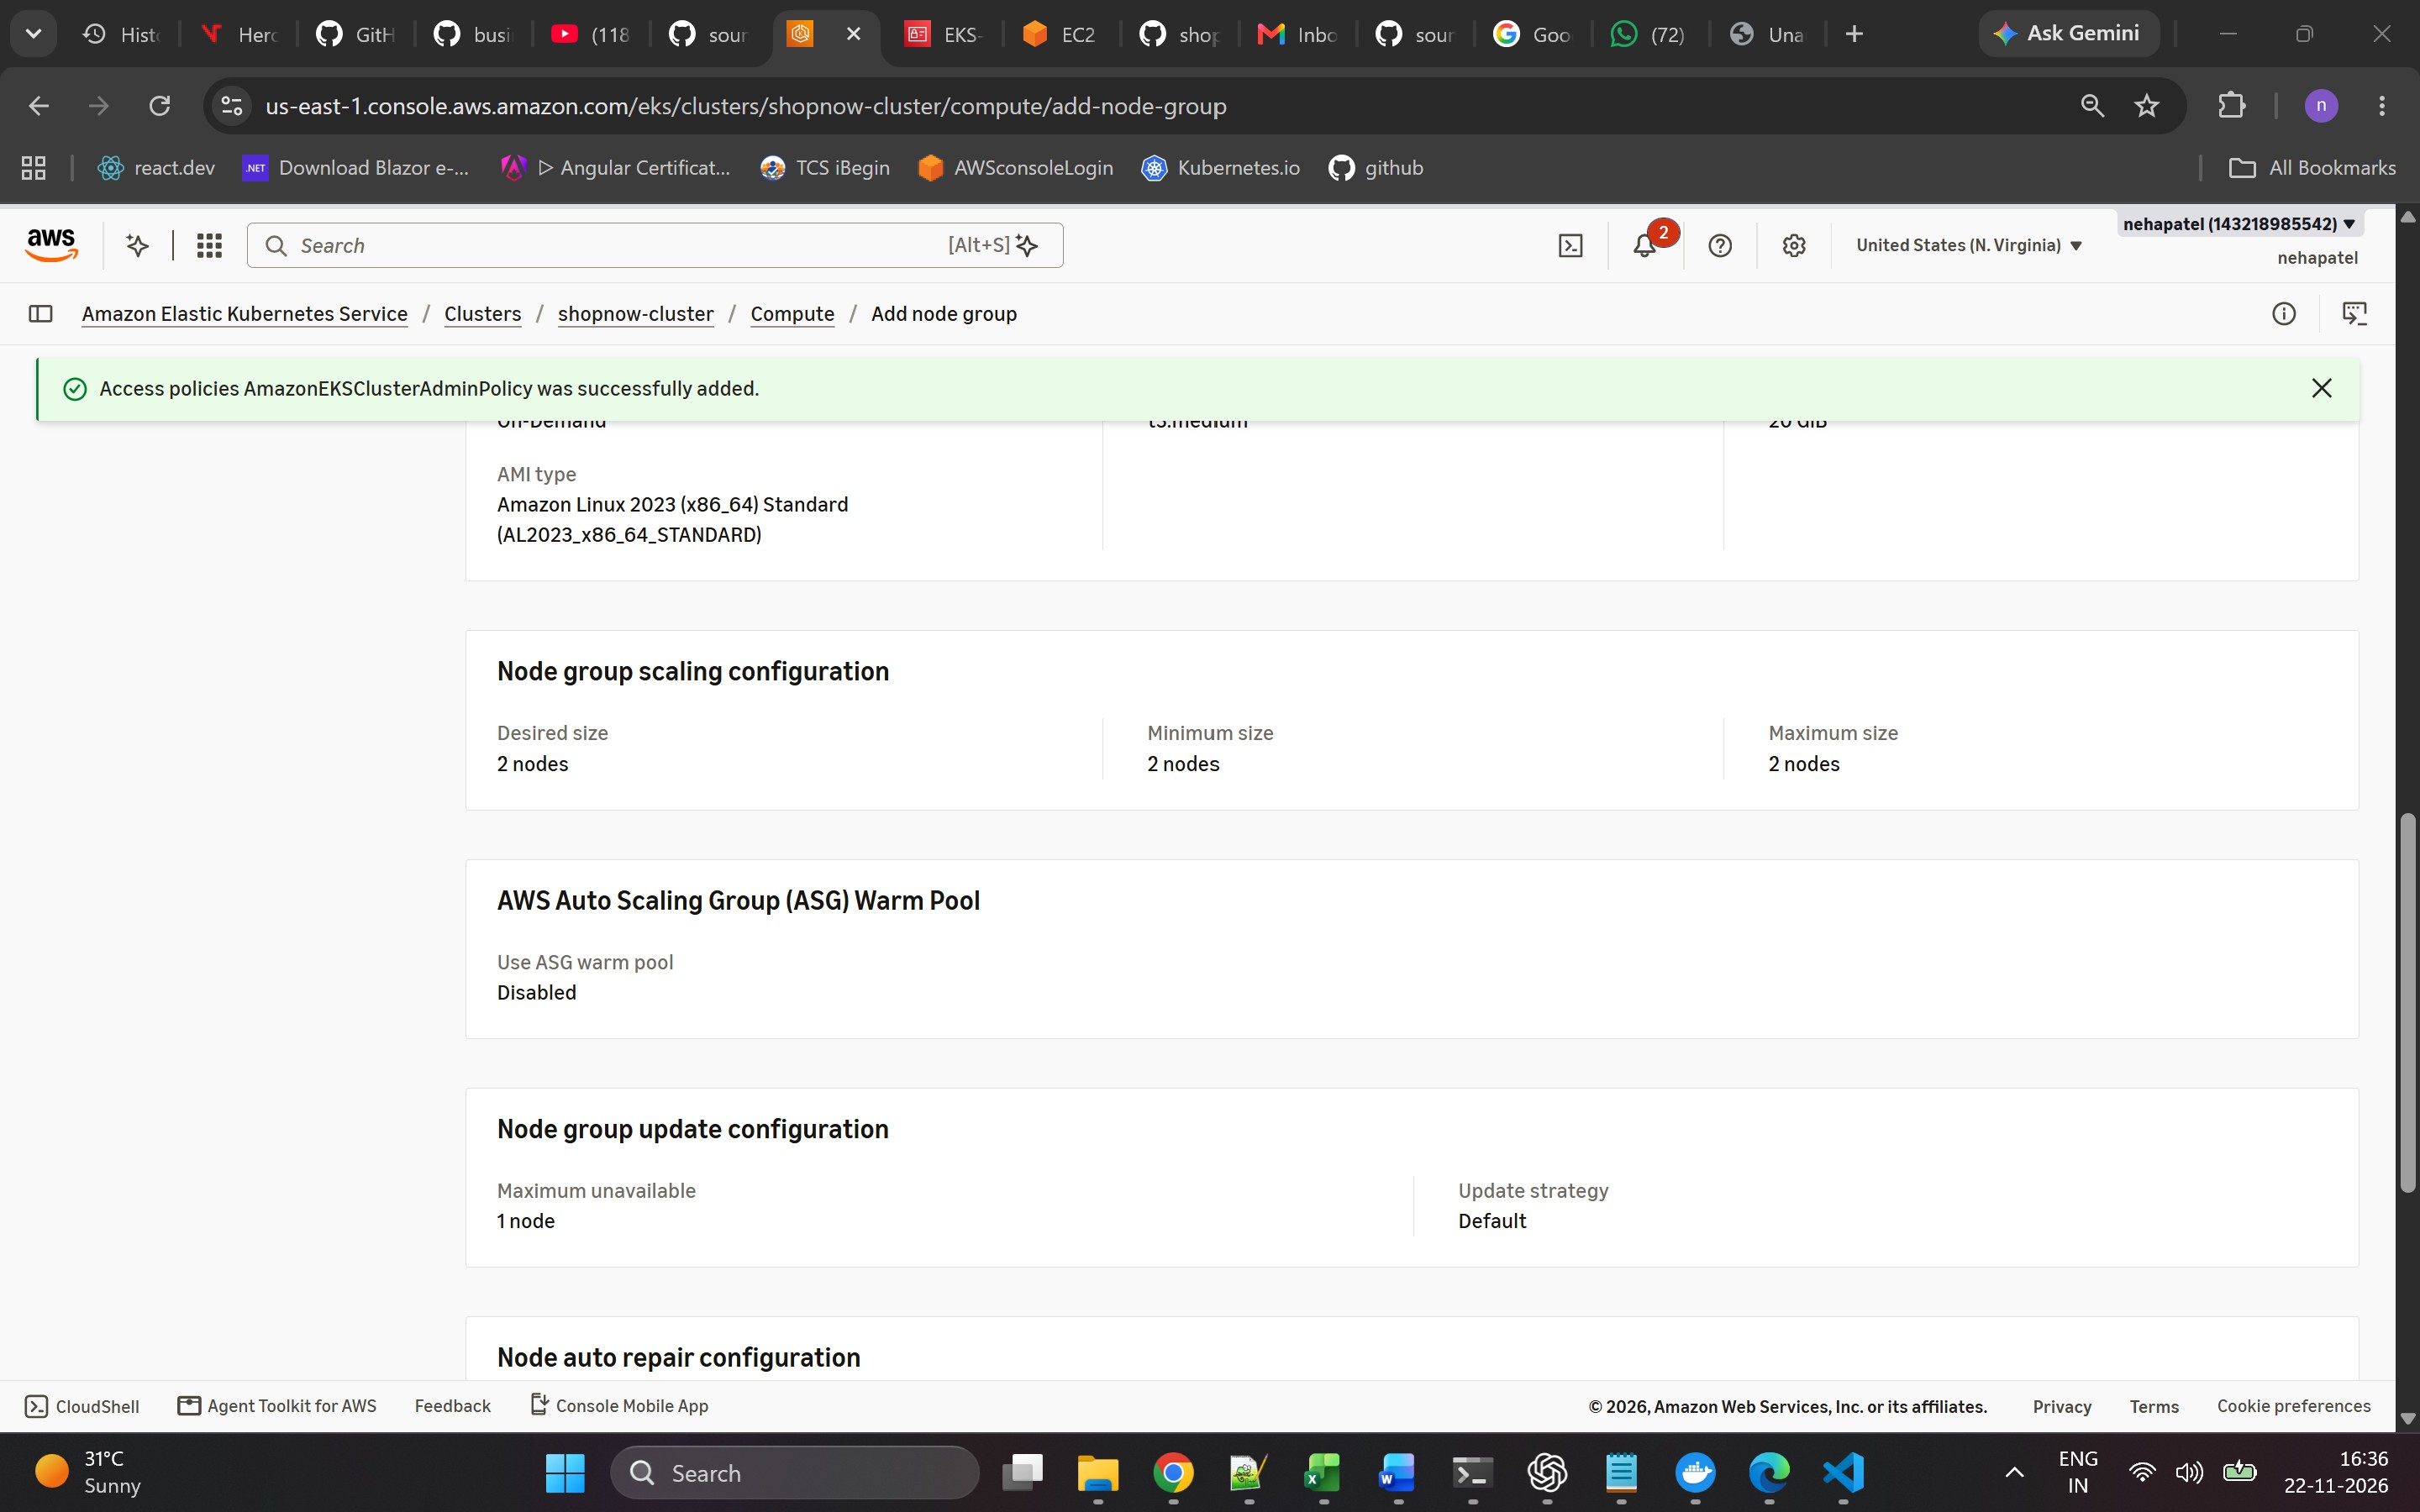 Hist
Hero
GitH
busi
(118
sour
EKS-
EC2
shop
Inbo
sour
Goo
(72)
Una
Ask Gemini
us-east-1.console.aws.amazon.com/eks/clusters/shopnow-cluster/compute/add-node-group
n
react.dev
.NET
Download Blazor e-...
▷ Angular Certificat...
TCS iBegin
AWSconsoleLogin
Kubernetes.io
github
All Bookmarks
aws
Search
[Alt+S]
2
United States (N. Virginia)
nehapatel (143218985542)
nehapatel
Amazon Elastic Kubernetes Service / Clusters / shopnow-cluster / Compute / Add node group
Access policies AmazonEKSClusterAdminPolicy was successfully added.
On-Demand
t3.medium
20 GiB
AMI type
Amazon Linux 2023 (x86_64) Standard
(AL2023_x86_64_STANDARD)
Node group scaling configuration
Desired size
2 nodes
Minimum size
2 nodes
Maximum size
2 nodes
AWS Auto Scaling Group (ASG) Warm Pool
Use ASG warm pool
Disabled
Node group update configuration
Maximum unavailable
1 node
Update strategy
Default
Node auto repair configuration
CloudShell
Agent Toolkit for AWS
Feedback
Console Mobile App
© 2026, Amazon Web Services, Inc. or its affiliates.
Privacy
Terms
Cookie preferences
31°C
Sunny
Search
ENG
IN
16:36
22-11-2026